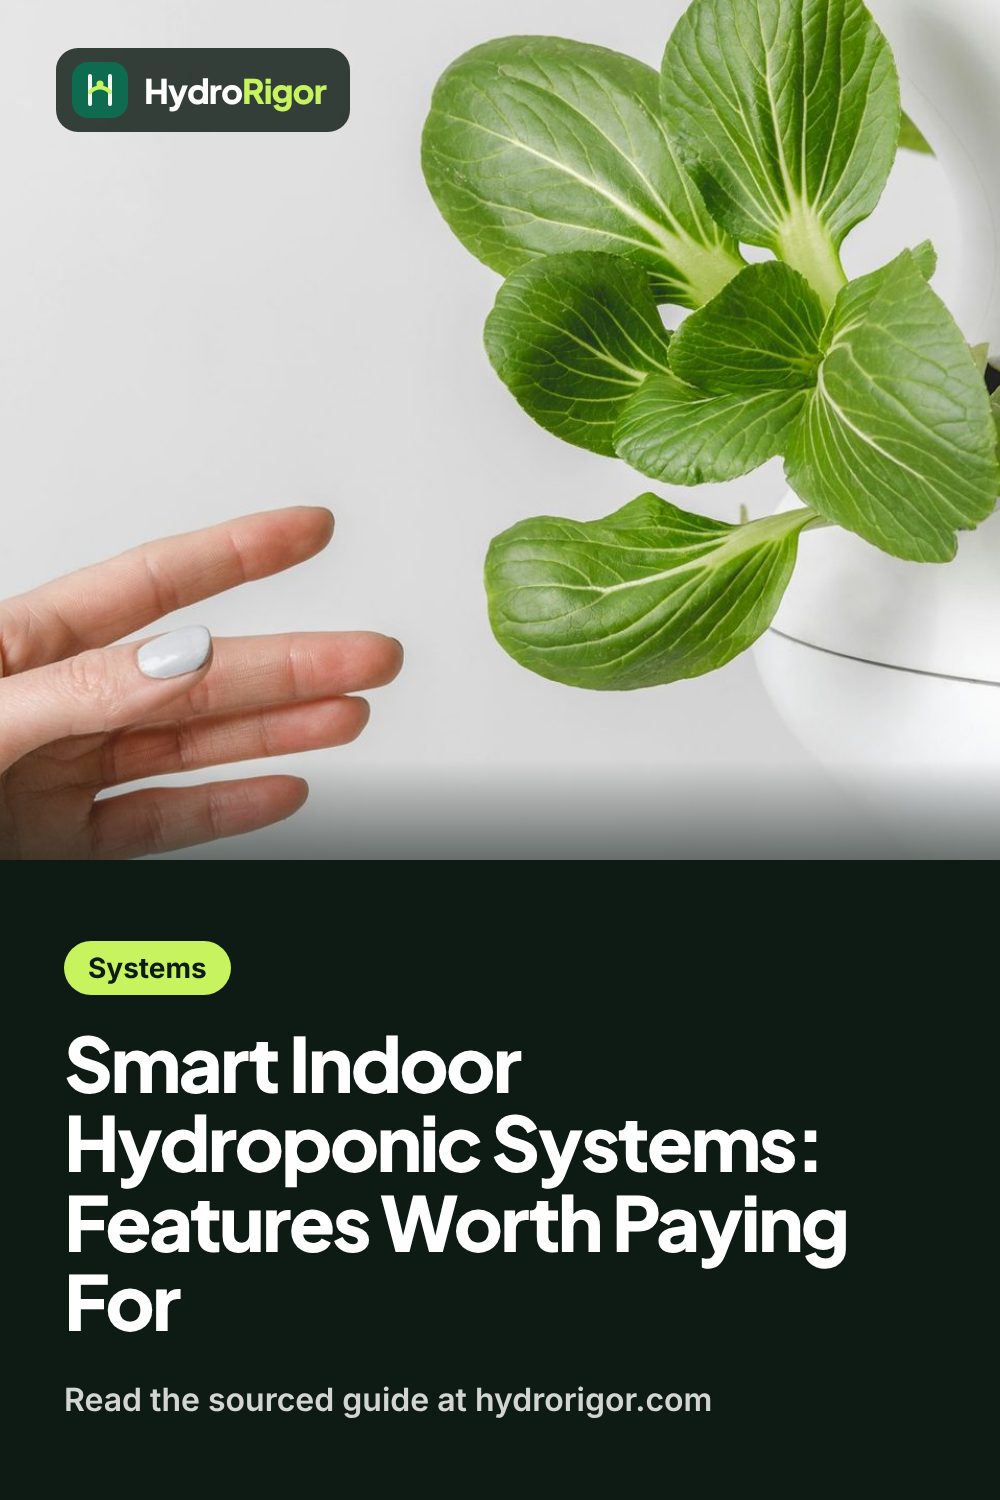 HydroRigor
Systems
Smart Indoor
Hydroponic Systems:
Features Worth Paying
For
Read the sourced guide at hydrorigor.com